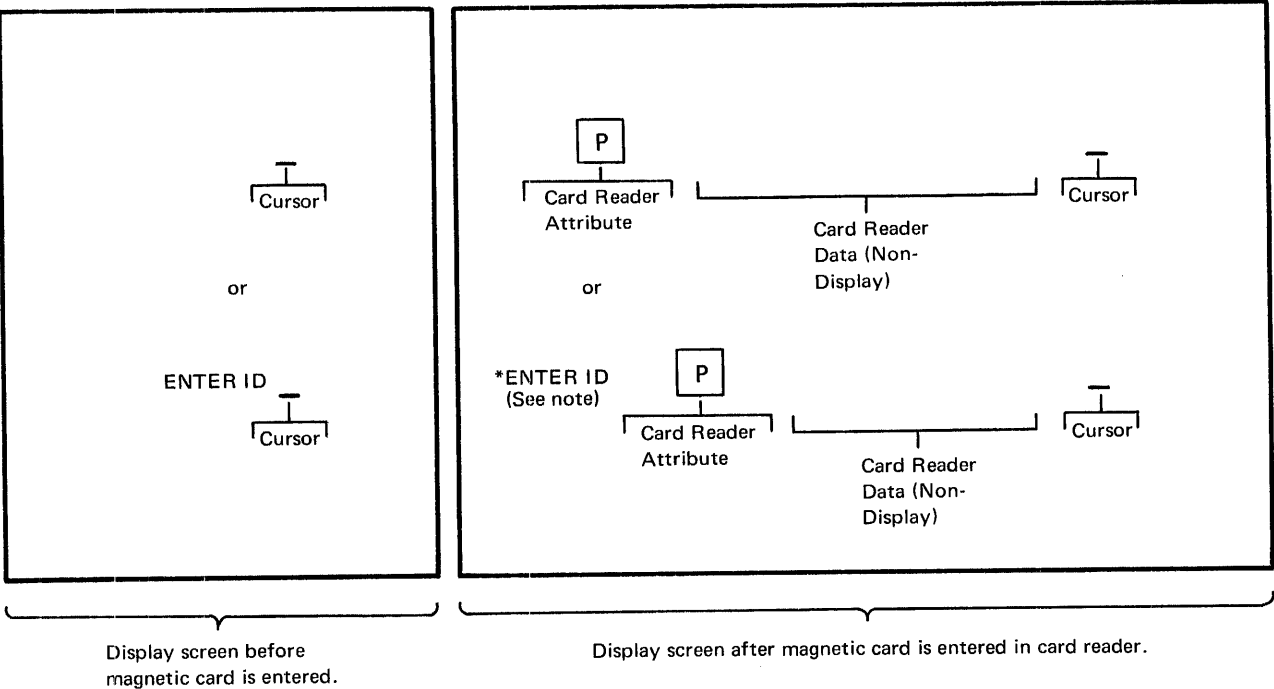 Cursor
or
ENTER ID
Cursor
Display screen before
magnetic card is entered.
P
Card Reader
Attribute
Card Reader
Data (Non-
Display)
Cursor
or
*ENTER ID
(See note)
P
Card Reader
Attribute
Card Reader
Data (Non-
Display)
Cursor
Display screen after magnetic card is entered in card reader.